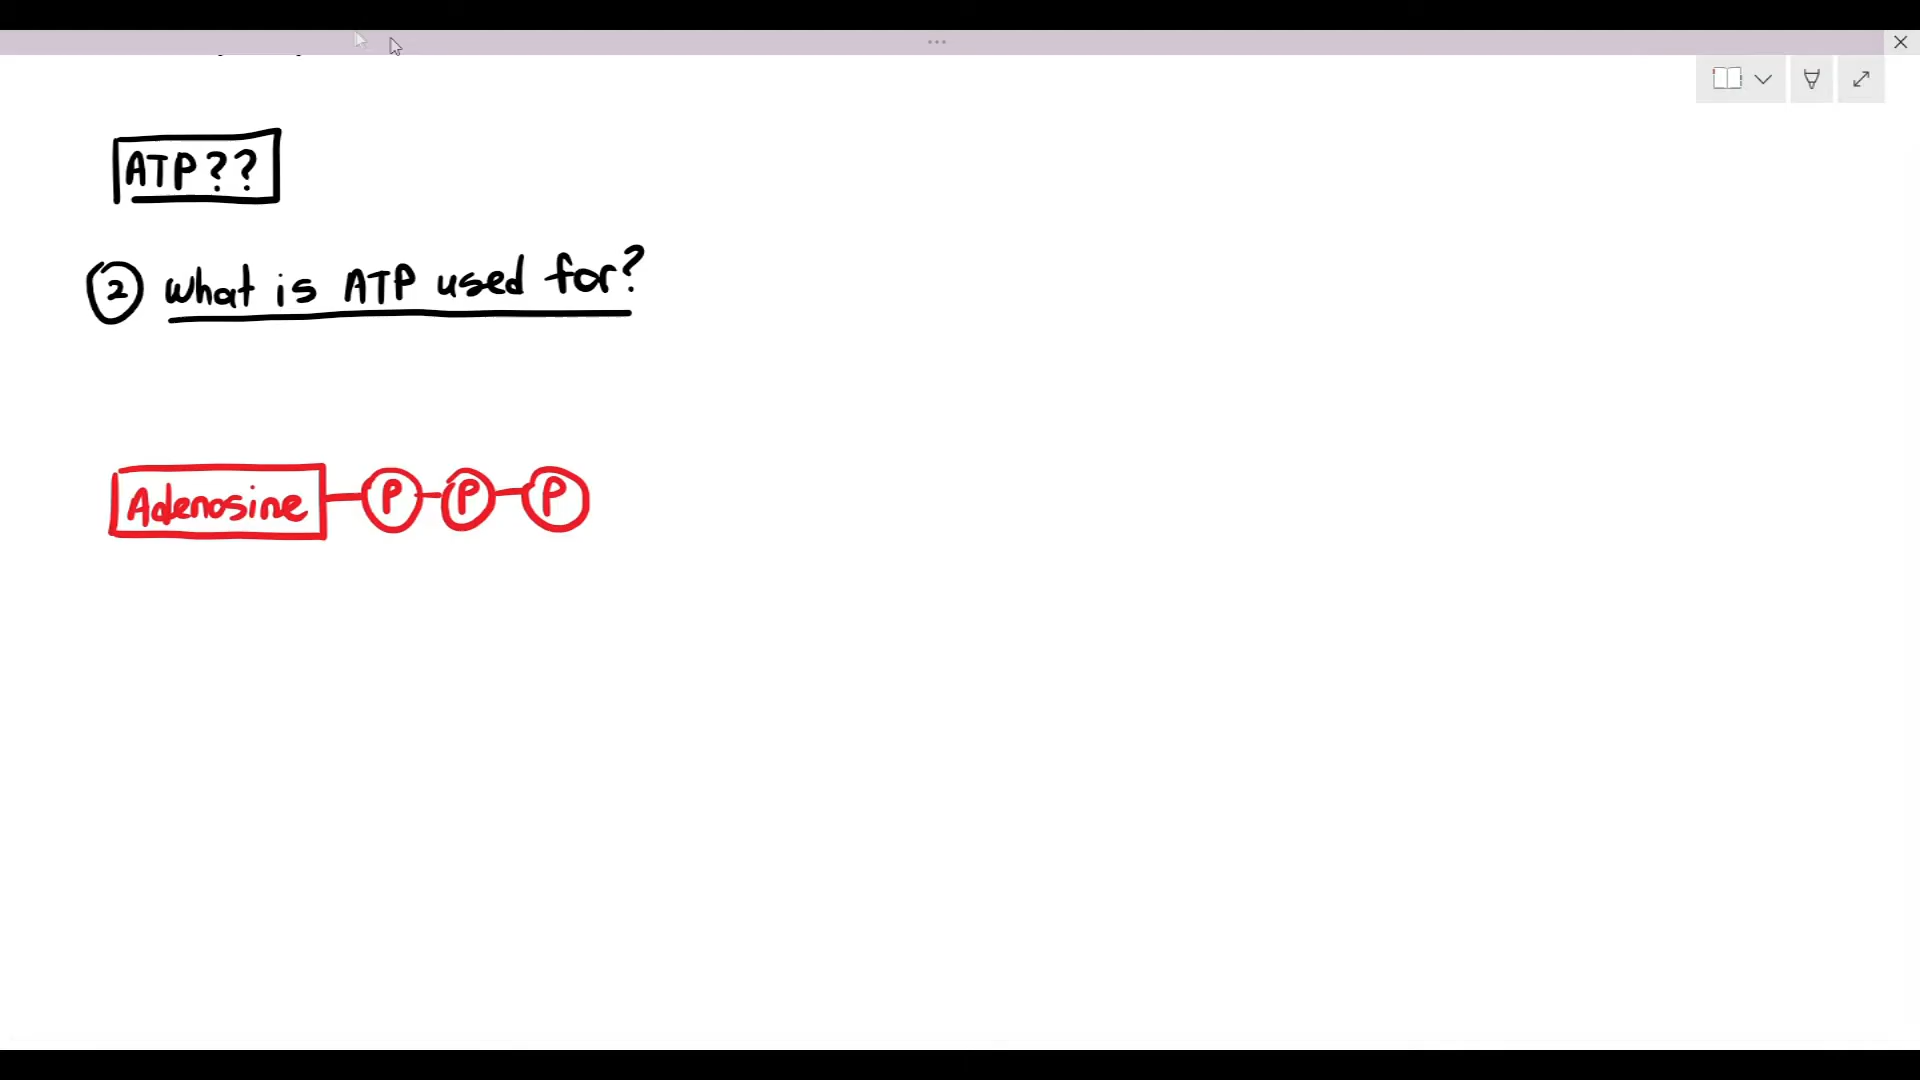 ATP??
2 What is ATP used for?
Adenosine P P P